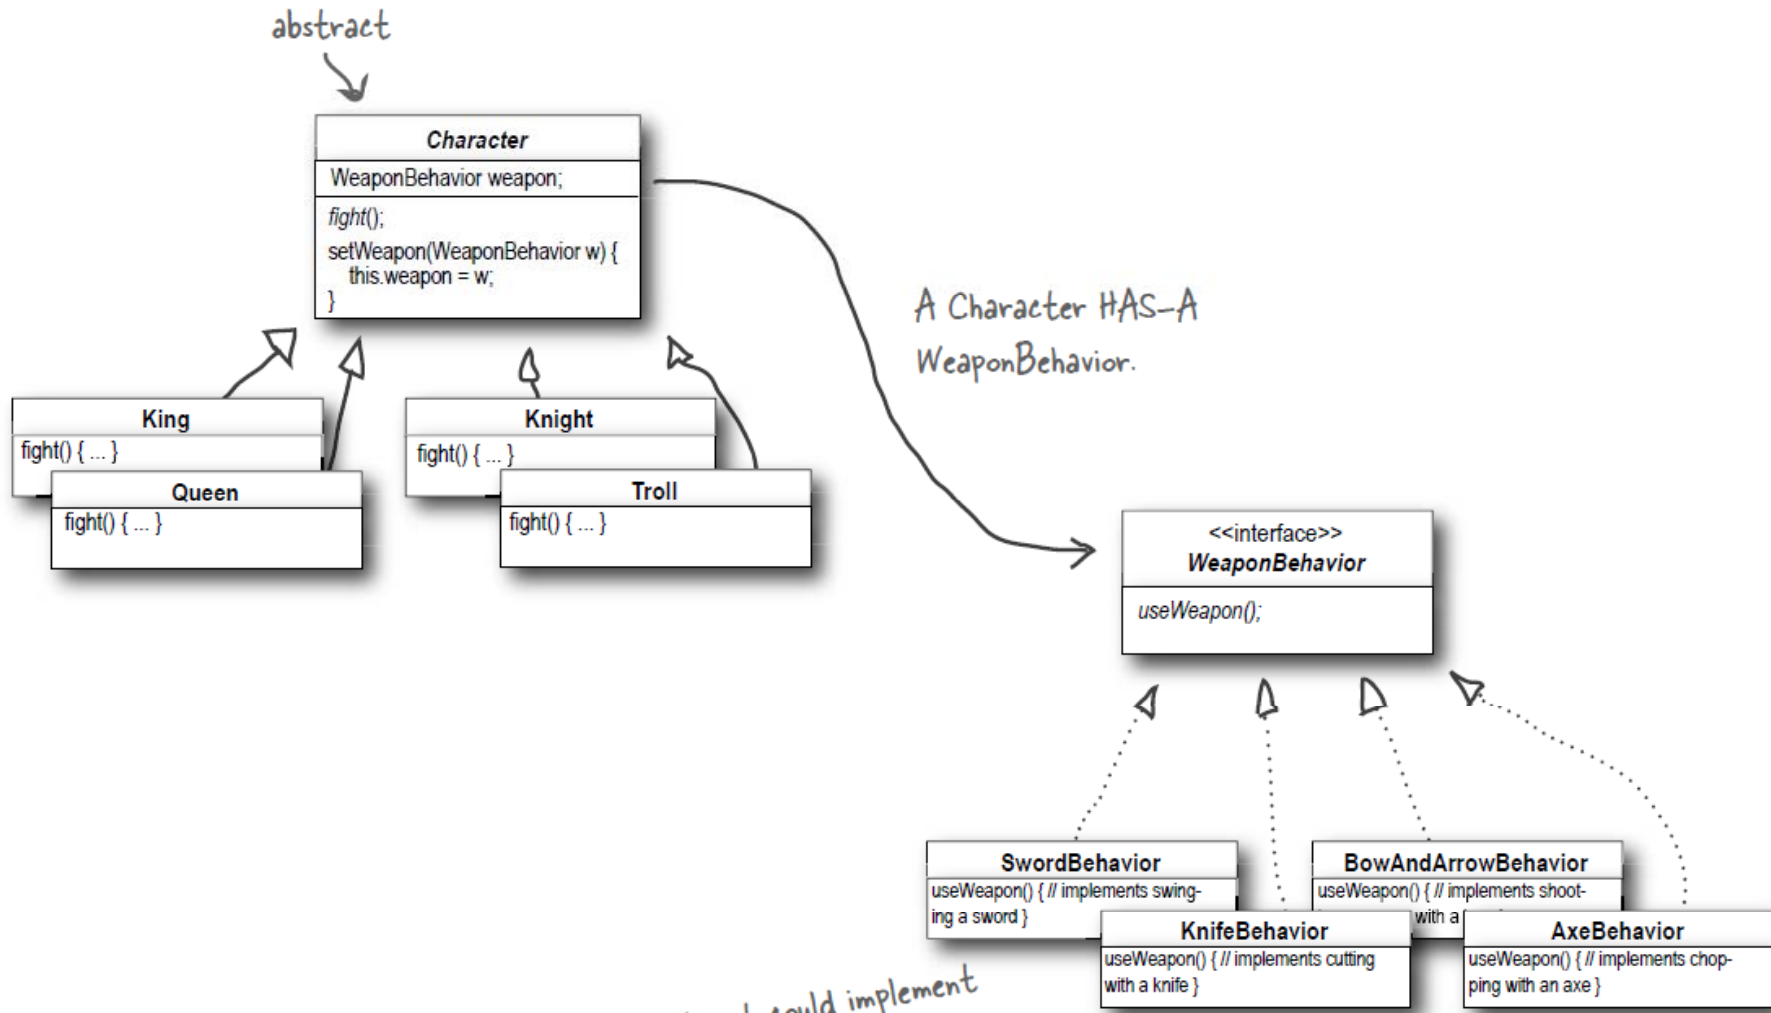 abstract
Character
WeaponBehavior weapon;
fight();
setWeapon(WeaponBehavior w) {
this.weapon = w;
}
A Character HAS-A
WeaponBehavior.
King
fight() { ... }
Queen
fight() { ... }
Knight
fight() { ... }
Troll
fight() { ... }
<<interface>>
WeaponBehavior
useWeapon();
SwordBehavior
useWeapon() { // implements swing-
ing a sword }
BowAndArrowBehavior
useWeapon() { // implements shoot-
with a
KnifeBehavior
useWeapon() { // implements cutting
with a knife }
AxeBehavior
useWeapon() { // implements chop-
ping with an axe }
could implement